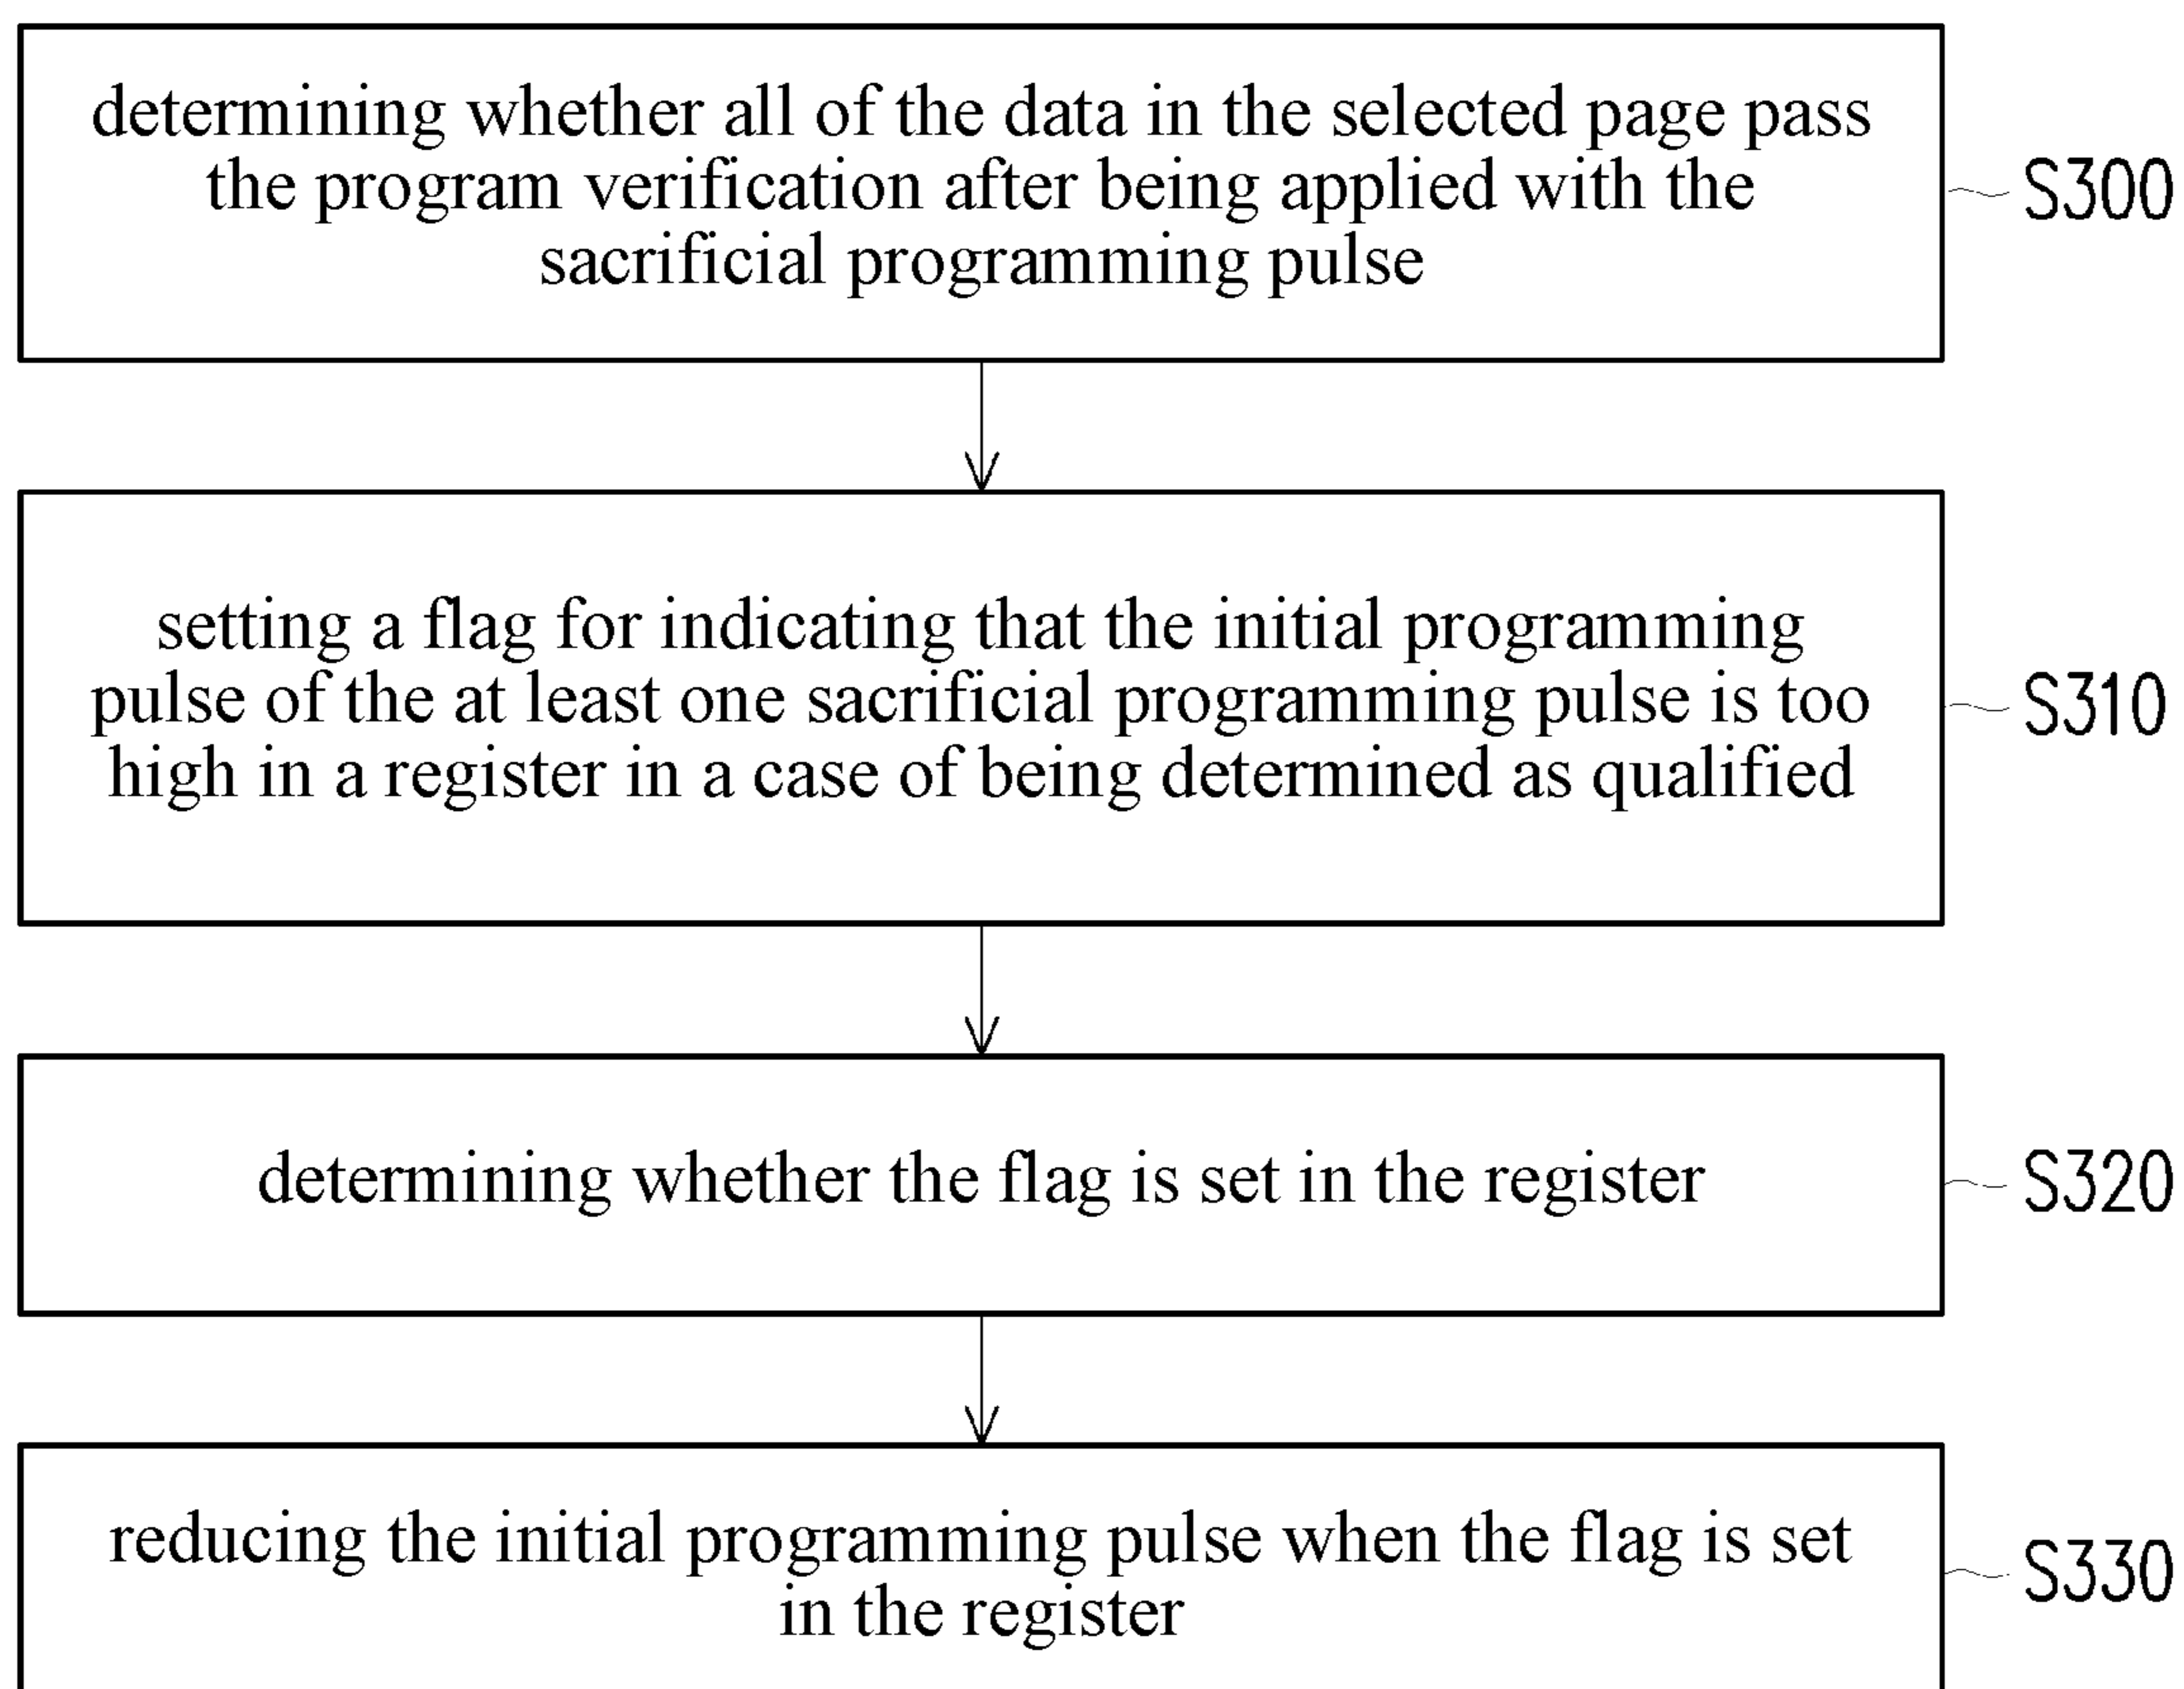 determining whether all of the data in the selected page pass
the program verification after being applied with the
sacrificial programming pulse
S300
setting a flag for indicating that the initial programming
pulse of the at least one sacrificial programming pulse is too
high in a register in a case of being determined as qualified
S310
determining whether the flag is set in the register
S320
reducing the initial programming pulse when the flag is set
in the register
S330